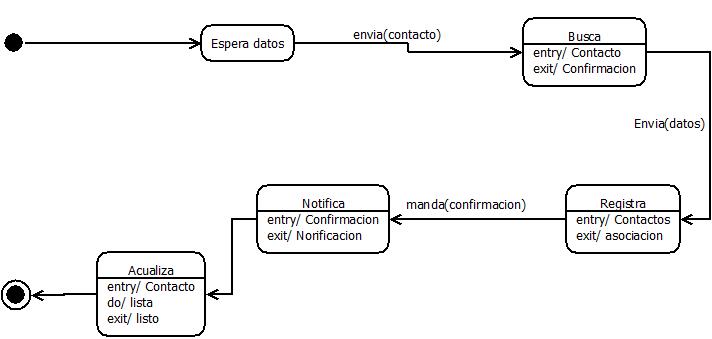 Espera datos
envia(contacto)
Busca
entry/ Contacto
exit/ Confirmacion
Envia(datos)
Registra
entry/ Contactos
exit/ asociacion
manda(confirmacion)
Notifica
entry/ Confirmacion
exit/ Norificacion
Acualiza
entry/ Contacto
do/ lista
exit/ listo